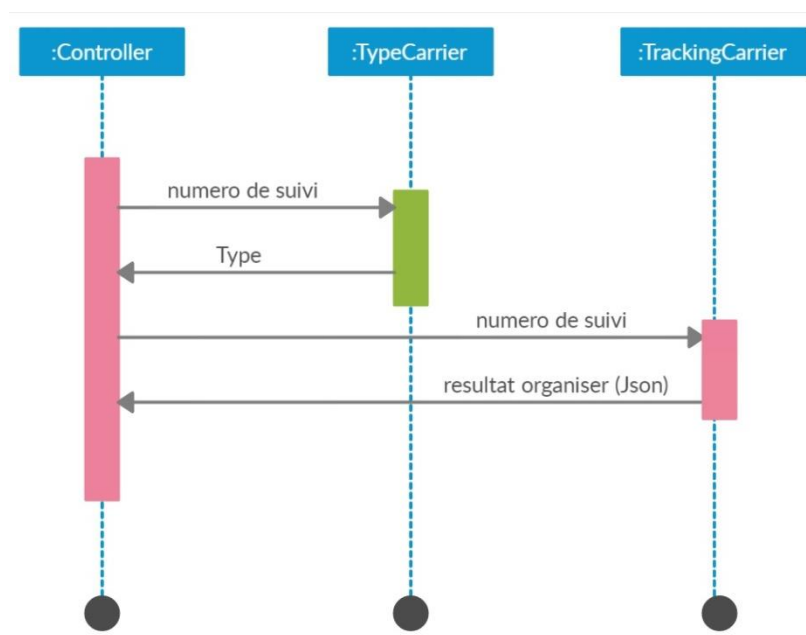 :Controller
:TypeCarrier
:TrackingCarrier
numero de suivi
Type
numero de suivi
resultat organiser (Json)